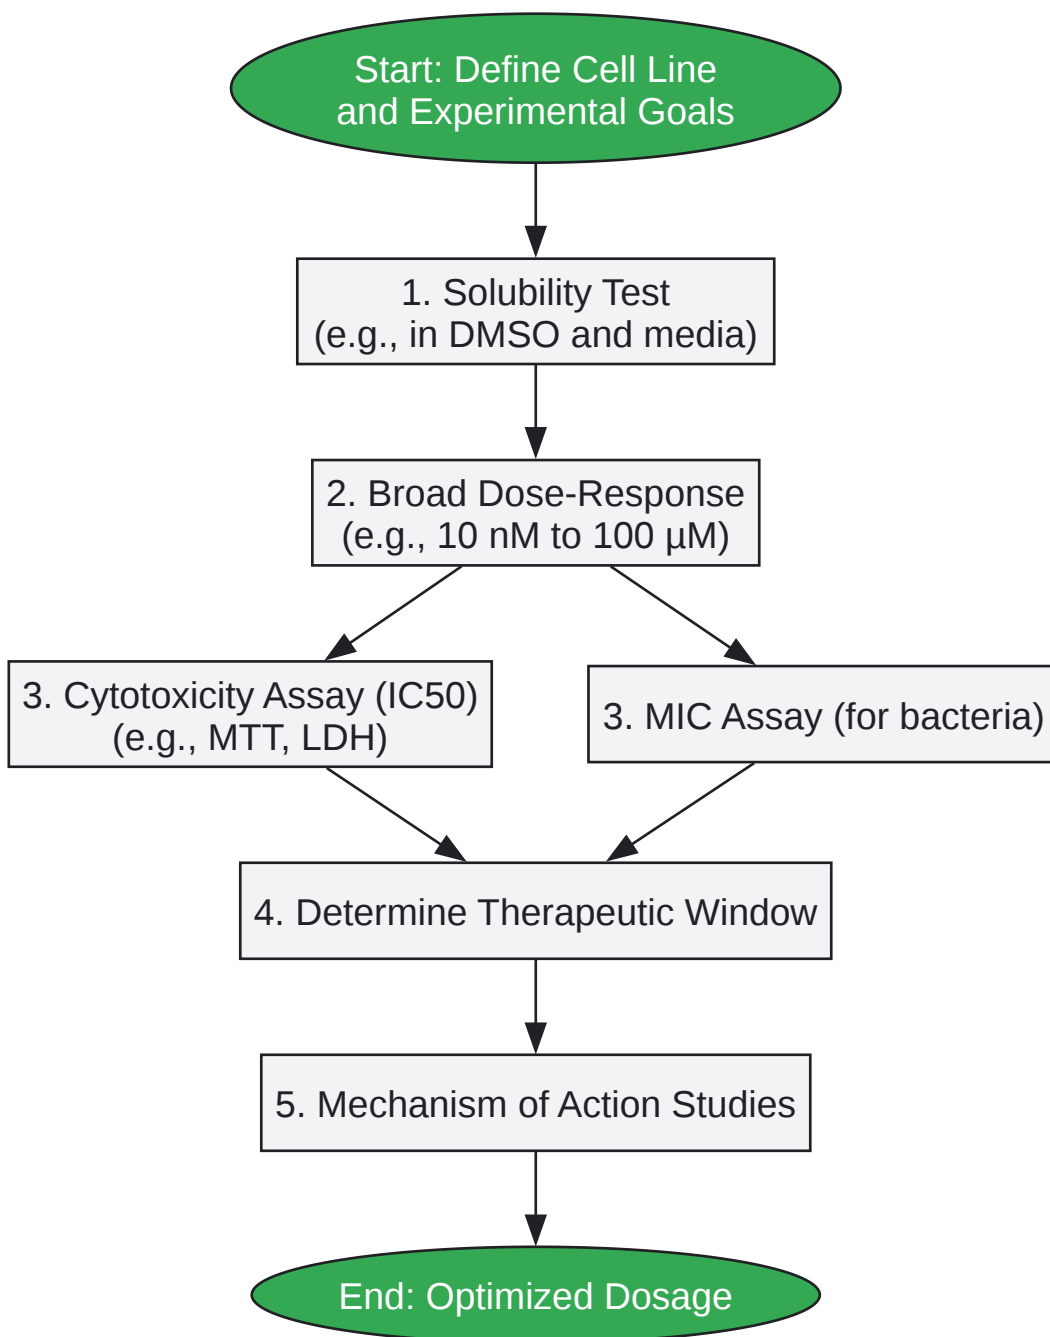 Start: Define Cell Line
and Experimental Goals
1. Solubility Test
(e.g., in DMSO and media)
2. Broad Dose-Response
(e.g., 10 nM to 100 µM)
3. Cytotoxicity Assay (IC50)
(e.g., MTT, LDH)
3. MIC Assay (for bacteria)
4. Determine Therapeutic Window
5. Mechanism of Action Studies
End: Optimized Dosage